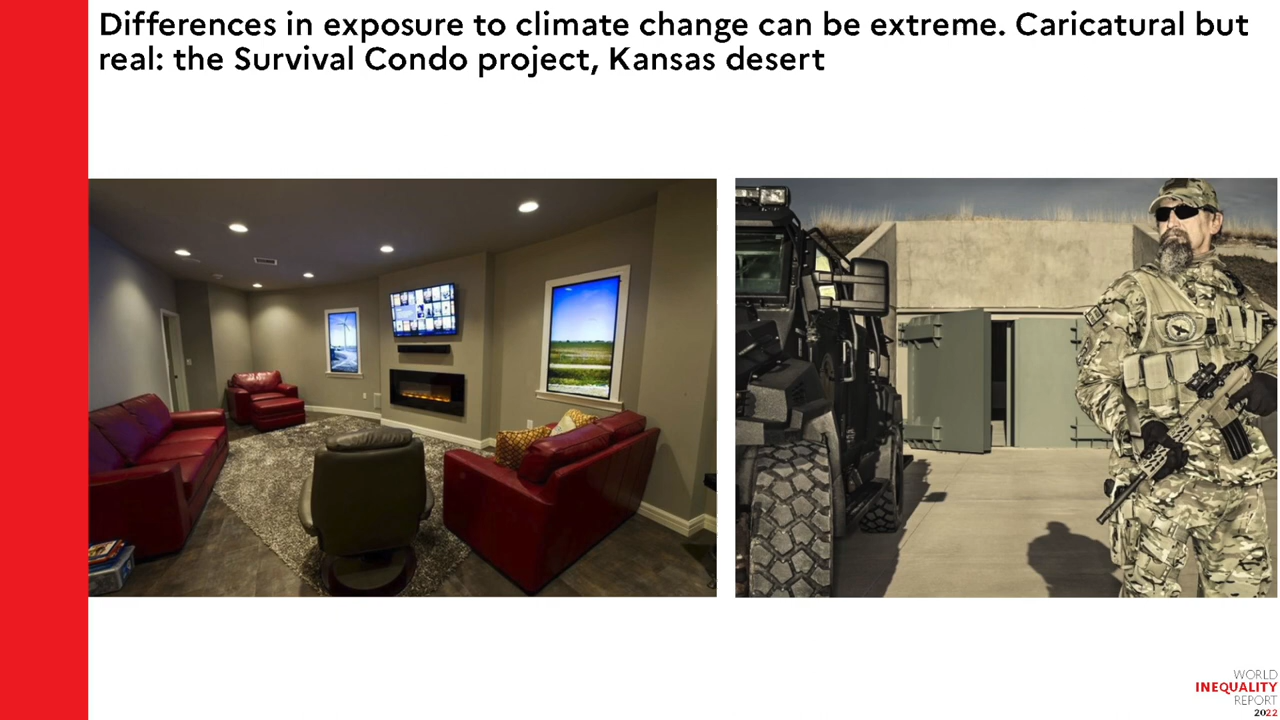 Differences in exposure to climate change can be extreme. Caricatural but
real: the Survival Condo project, Kansas desert
WORLD
INEQUALITY
REPORT
2022